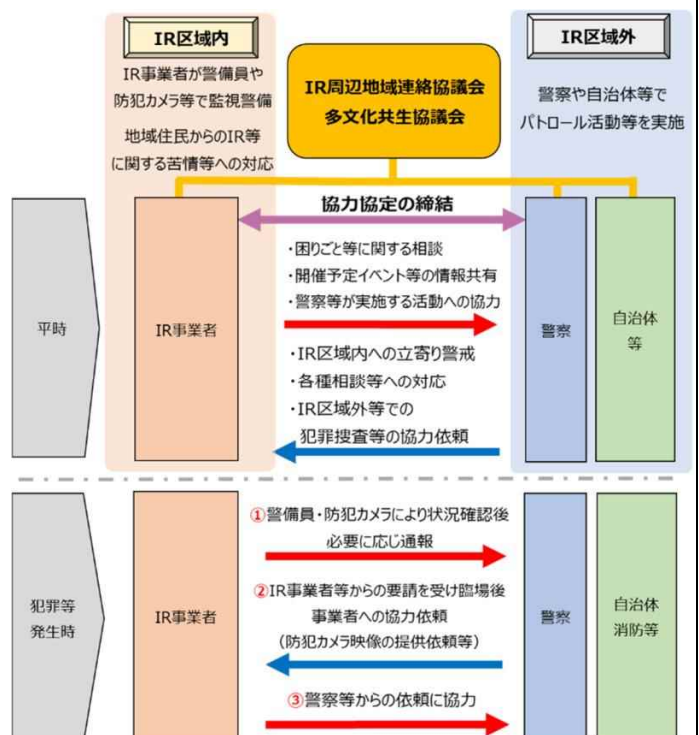 IR区域内
IR事業者が警備員や
防犯カメラ等で監視警備
地域住民からのIR等
に関する苦情等への対応
IR周辺地域連絡協議会
多文化共生協議会
IR区域外
警察や自治体等で
パトロール活動等を実施
協力協定の締結
平時
IR事業者
・困りごと等に関する相談
・開催予定イベント等の情報共有
・警察等が実施する活動への協力
・IR区域内への立寄り警戒
・各種相談等への対応
・IR区域外等での
犯罪捜査等の協力依頼
警察
自治体
等
犯罪等
発生時
IR事業者
①警備員・防犯カメラにより状況確認後
必要に応じ通報
②IR事業者等からの要請を受け臨場後
事業者への協力依頼
（防犯カメラ映像の提供依頼等）
③警察等からの依頼に協力
警察
自治体
消防等